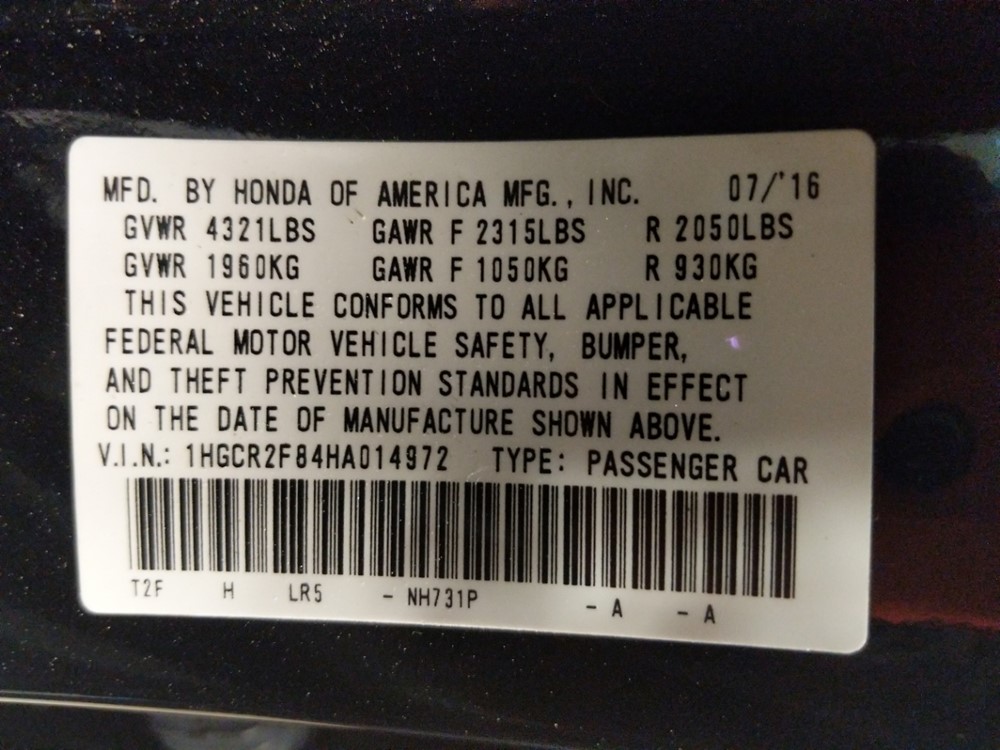 MFD. BY HONDA OF AMERICA MFG., INC. 07/'16
GVWR 4321LBS GAWR F 2315LBS R 2050LBS
GVWR 1960KG GAWR F 1050KG R 930KG
THIS VEHICLE CONFORMS TO ALL APPLICABLE
FEDERAL MOTOR VEHICLE SAFETY, BUMPER,
AND THEFT PREVENTION STANDARDS IN EFFECT
ON THE DATE OF MANUFACTURE SHOWN ABOVE.
V.I.N.: 1HGCR2F84HA014972 TYPE: PASSENGER CAR
T2F H LR5 - NH731P - A - A